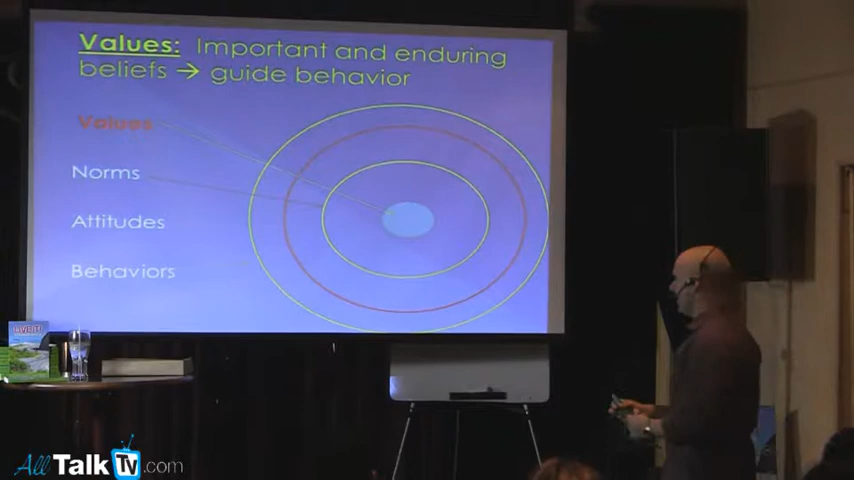 Values: Important and enduring
beliefs → guide behavior
Values
Norms
Attitudes
Behaviors
AllTalkTv.com